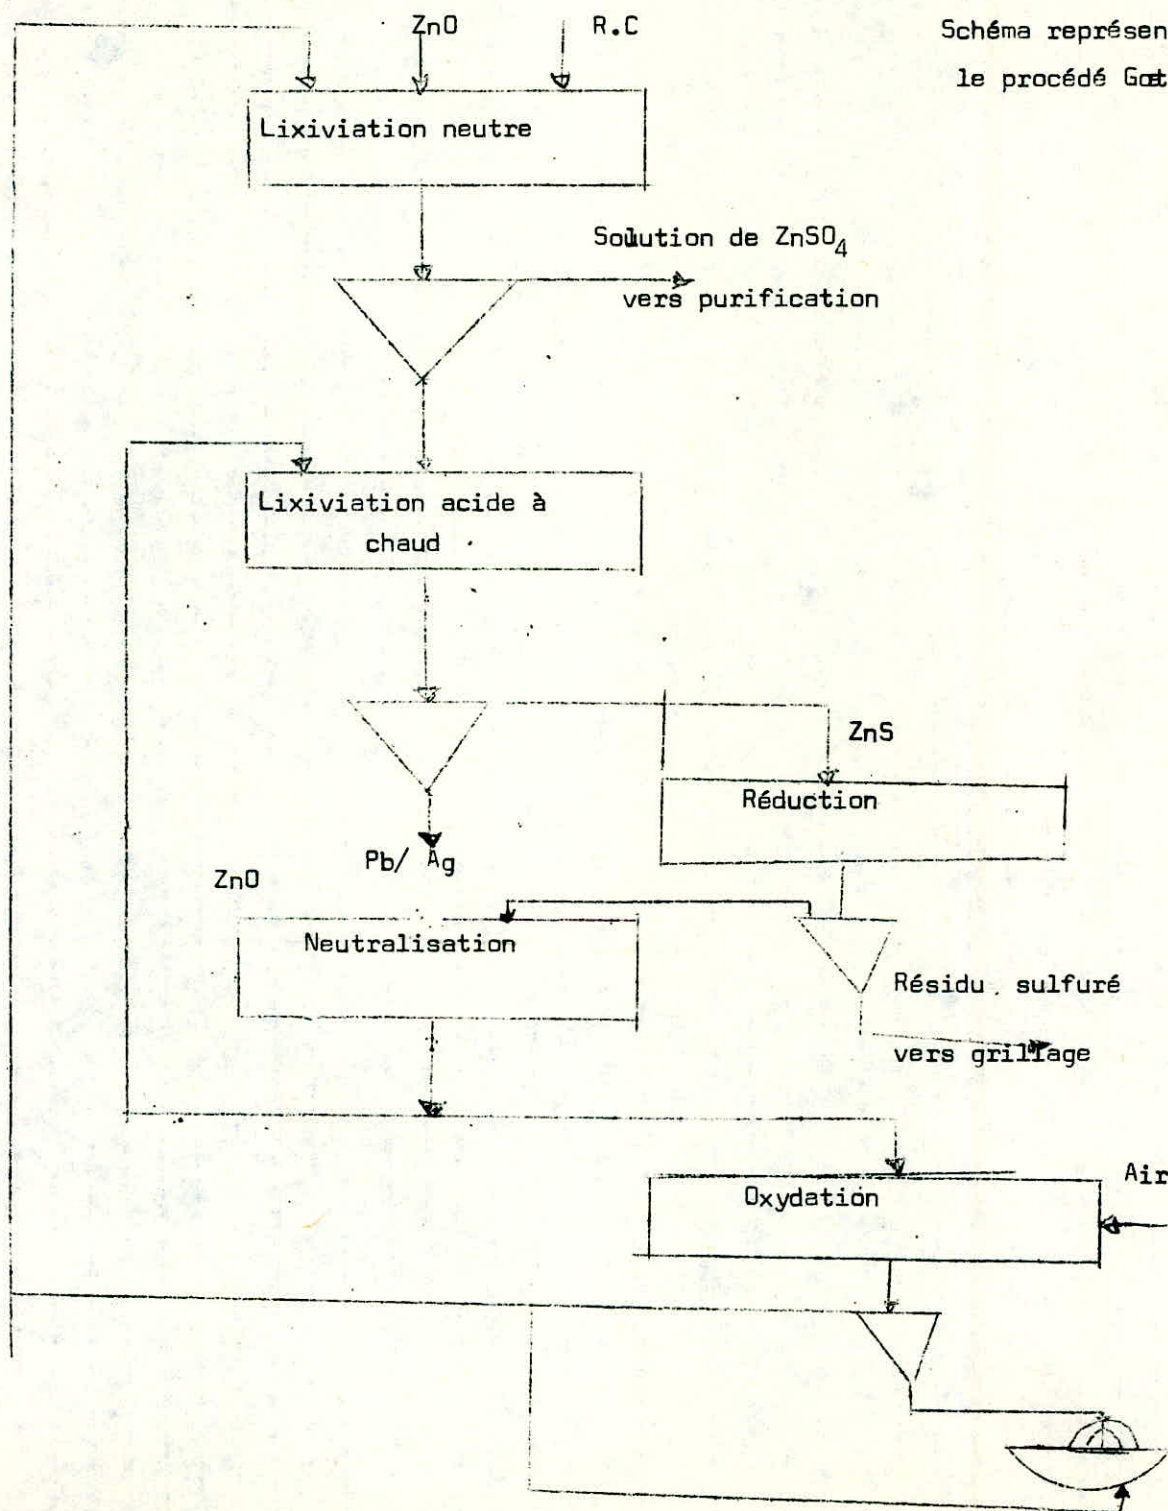 ZnO
R.C
Schéma représen
le procédé Gœt
Lixiviation neutre
Solution de ZnSO4
vers purification
Lixiviation acide à
chaud
ZnS
Réduction
Pb/ Ag
ZnO
Neutralisation
Résidu sulfuré
vers grillage
Air
Oxydation